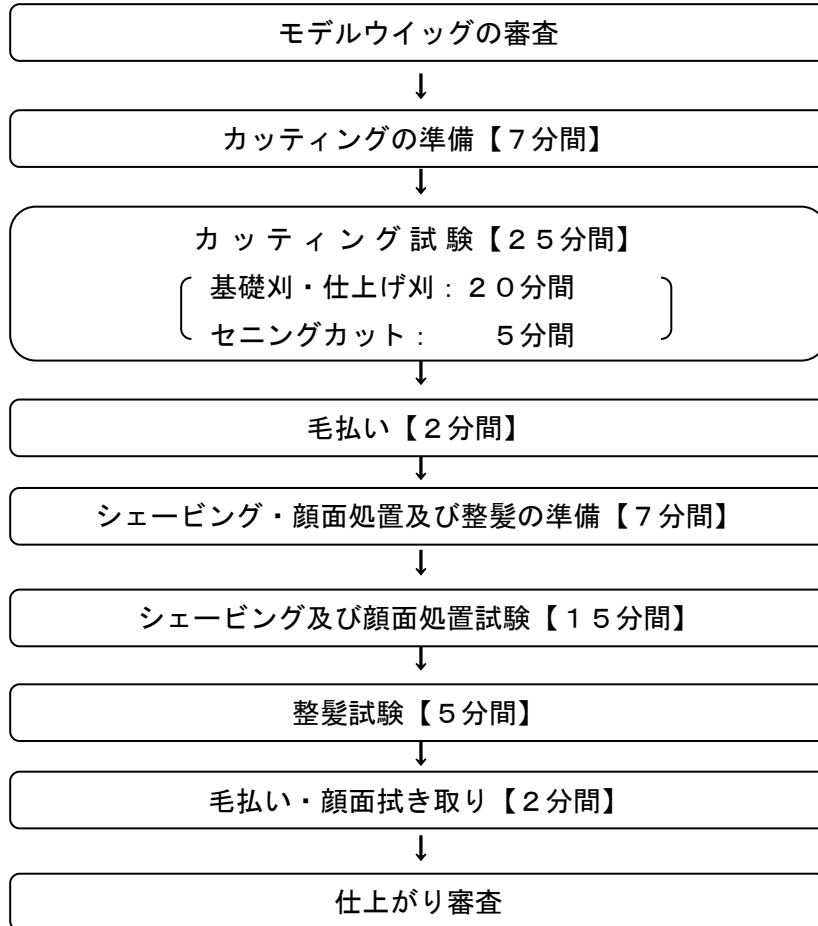 モデルウイッグの審査
↓
カッティングの準備【７分間】
↓
カッティング試験【２５分間】
基礎刈・仕上げ刈：２０分間
セニングカット：　　５分間
↓
毛払い【２分間】
↓
シェービング・顔面処置及び整髪の準備【７分間】
↓
シェービング及び顔面処置試験【１５分間】
↓
整髪試験【５分間】
↓
毛払い・顔面拭き取り【２分間】
↓
仕上がり審査